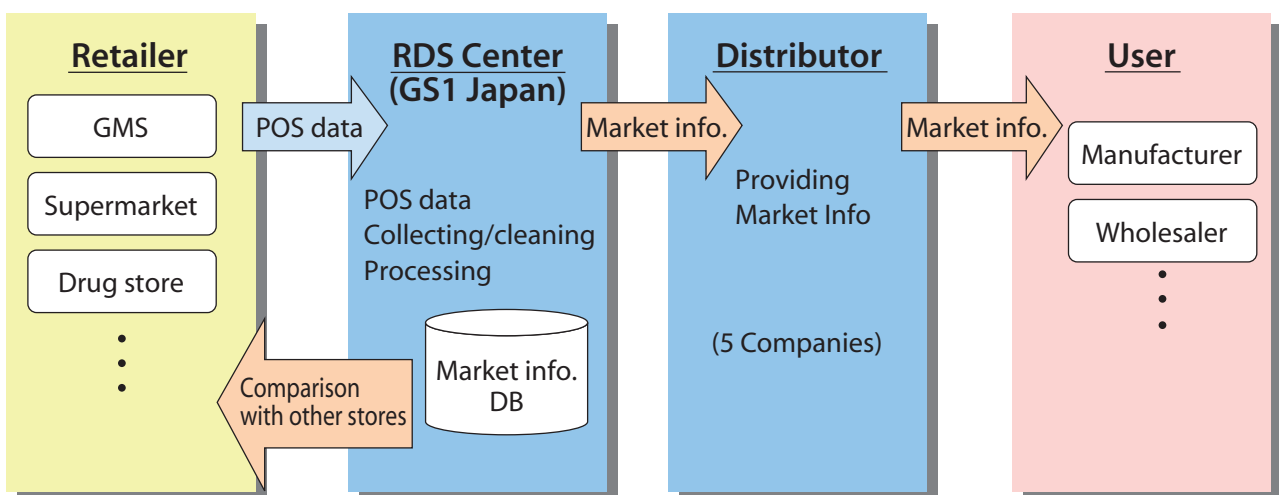 Retailer
GMS
Supermarket
Drug store
POS data
RDS Center
(GS1 Japan)
POS data
Collecting/cleaning
Processing
Market info.
DB
Comparison
with other stores
Market info.
Distributor
Providing
Market Info
(5 Companies)
Market info.
User
Manufacturer
Wholesaler